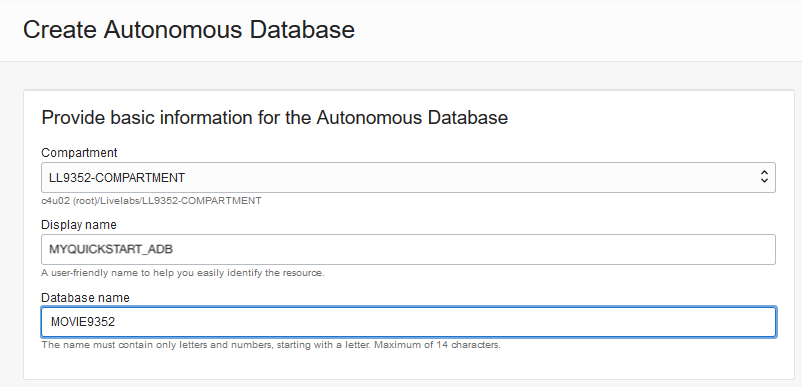 Create Autonomous Database
Provide basic information for the Autonomous Database
Compartment
LL9352-COMPARTMENT
c4u02 (root)/Livelabs/LL9352-COMPARTMENT
Display name
MYQUICKSTART_ADB
A user-friendly name to help you easily identify the resource.
Database name
MOVIE9352
The name must contain only letters and numbers, starting with a letter. Maximum of 14 characters.